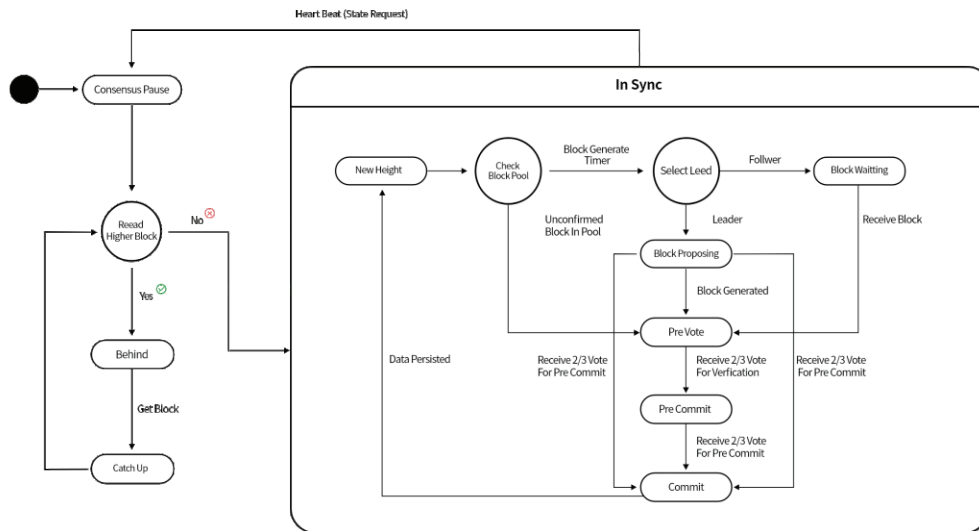 Heart Beat (State Request)
In Sync
Consensus Pause
New Height
Check
Block Pool
Block Generate
Timer
Select Leed
Follwer
Block Waitting
Reead
Higher Block
No
Unconfirmed
Block In Pool
Leader
Receive Block
Block Proposing
Yes
Block Generated
Behind
Pre Vote
Data Persisted
Receive 2/3 Vote
For Pre Commit
Receive 2/3 Vote
For Verfication
Receive 2/3 Vote
For Pre Commit
Get Block
Pre Commit
Receive 2/3 Vote
For Pre Commit
Catch Up
Commit